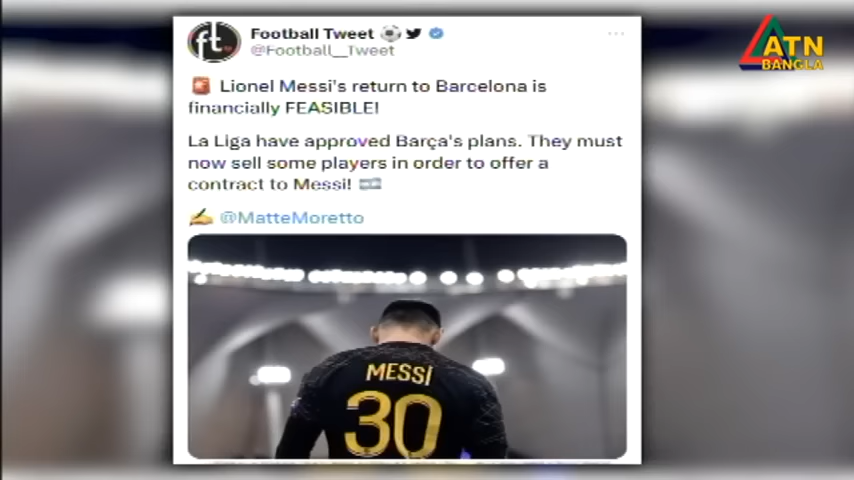 Football Tweet
@Football__Tweet
ft
ATN
BANGLA
Lionel Messi's return to Barcelona is
financially FEASIBLE!
La Liga have approved Barça's plans. They must
now sell some players in order to offer a
contract to Messi!
@MatteMoretto
MESSI
30